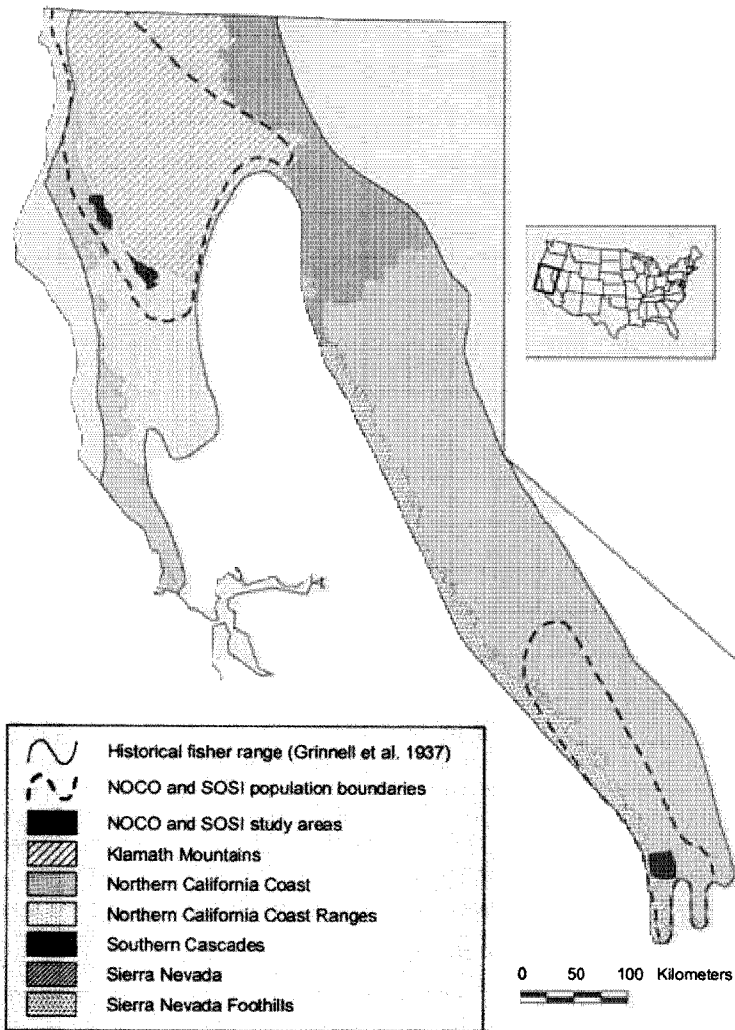 Historical fisher range (Grinnell et al. 1937)
NOCO and SOSI population boundaries
NOCO and SOSI study areas
Klamath Mountains
Northern California Coast
Northern California Coast Ranges
Southern Cascades
Sierra Nevada
Sierra Nevada Foothills
0 50 100 Kilometers